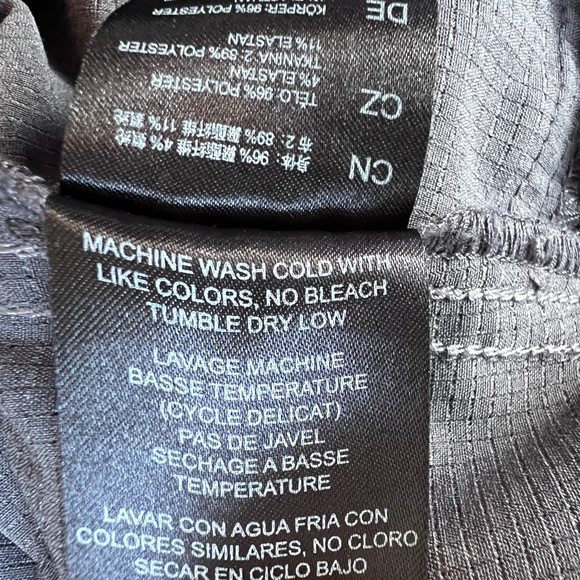 CN
身体: 96% 聚酯纤维 4% 氨纶
布 2: 89% 聚酯纤维 11% 氨纶
CZ
TĚLO: 96% POLYESTER
4% ELASTAN
TKANINA 2: 89% POLYESTER
11% ELASTAN
DE
KÖRPER: 96% POLYESTER
MACHINE WASH COLD WITH
LIKE COLORS, NO BLEACH
TUMBLE DRY LOW
LAVAGE MACHINE
BASSE TEMPERATURE
(CYCLE DELICAT)
PAS DE JAVEL
SECHAGE A BASSE
TEMPERATURE
LAVAR CON AGUA FRIA CON
COLORES SIMILARES, NO CLORO
SECAR EN CICLO BAJO